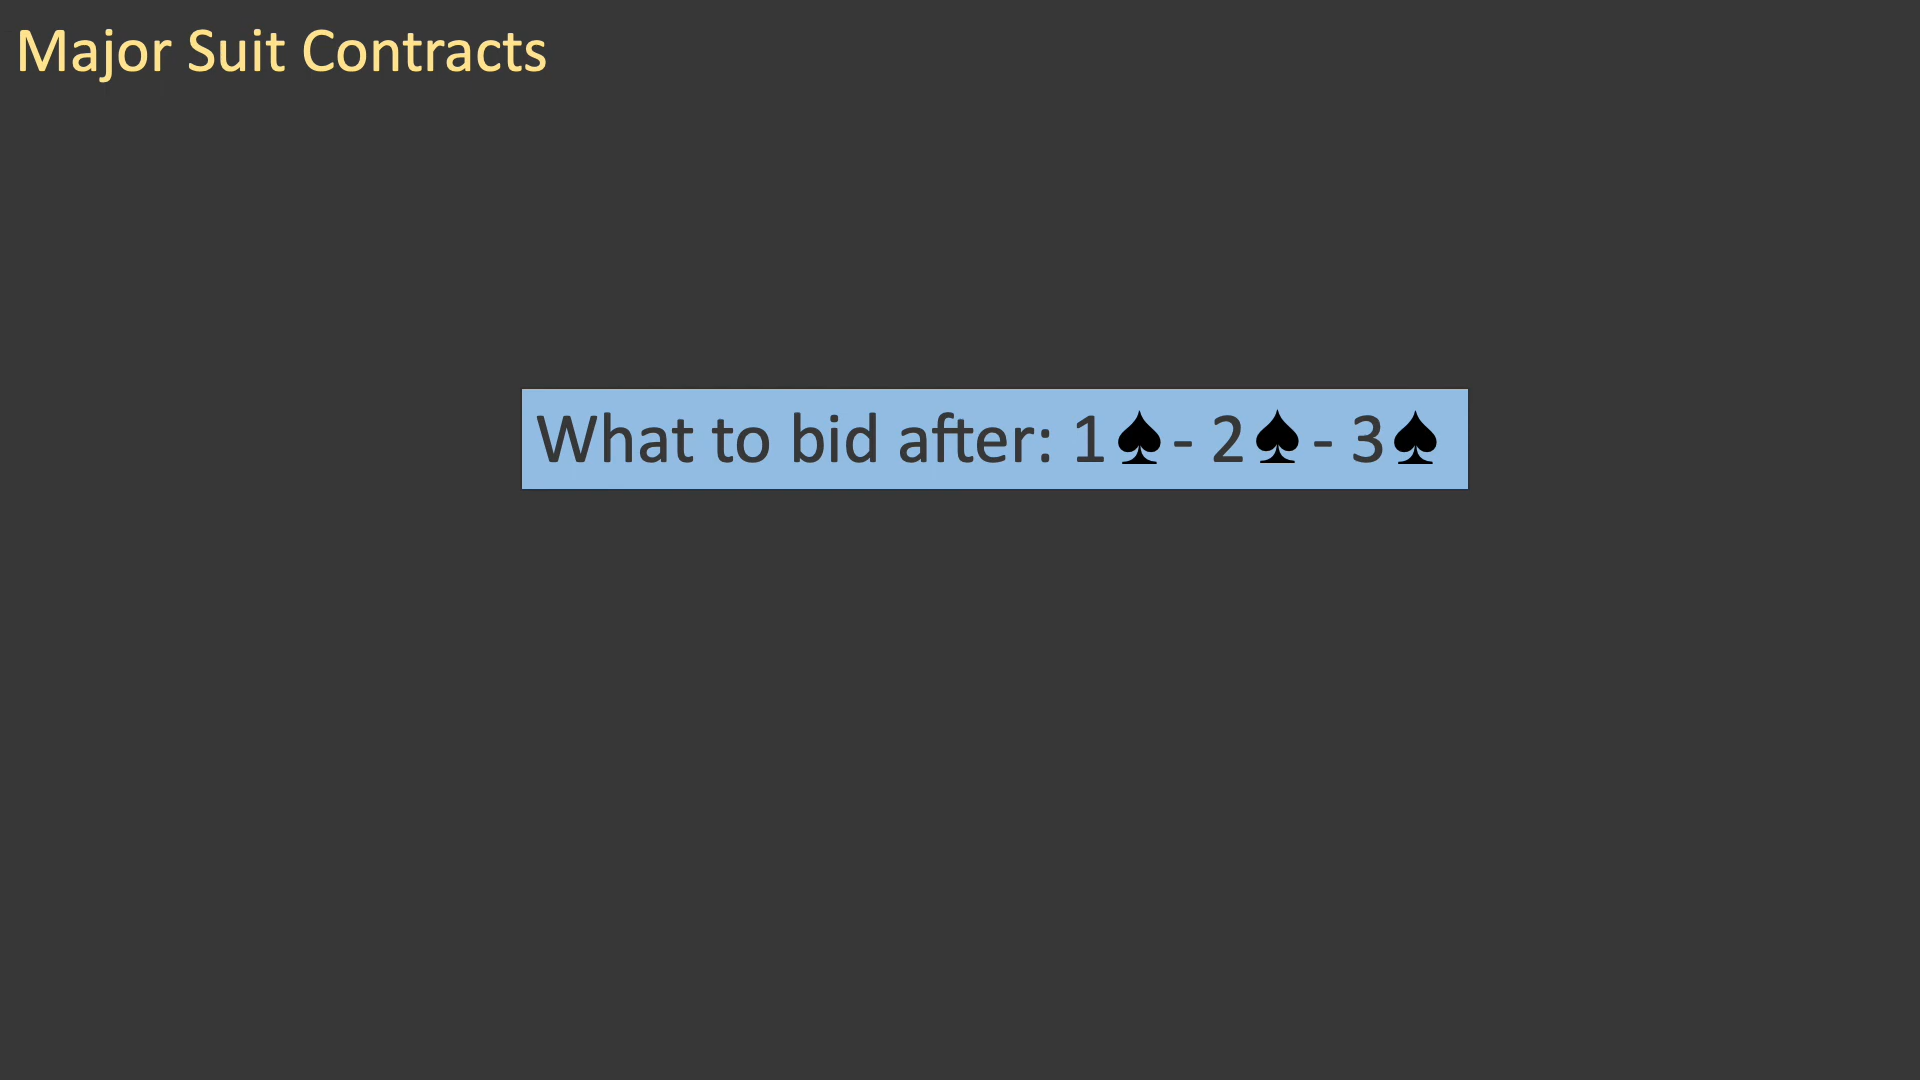 Major Suit Contracts
What to bid after: 1♠- 2♠- 3♠